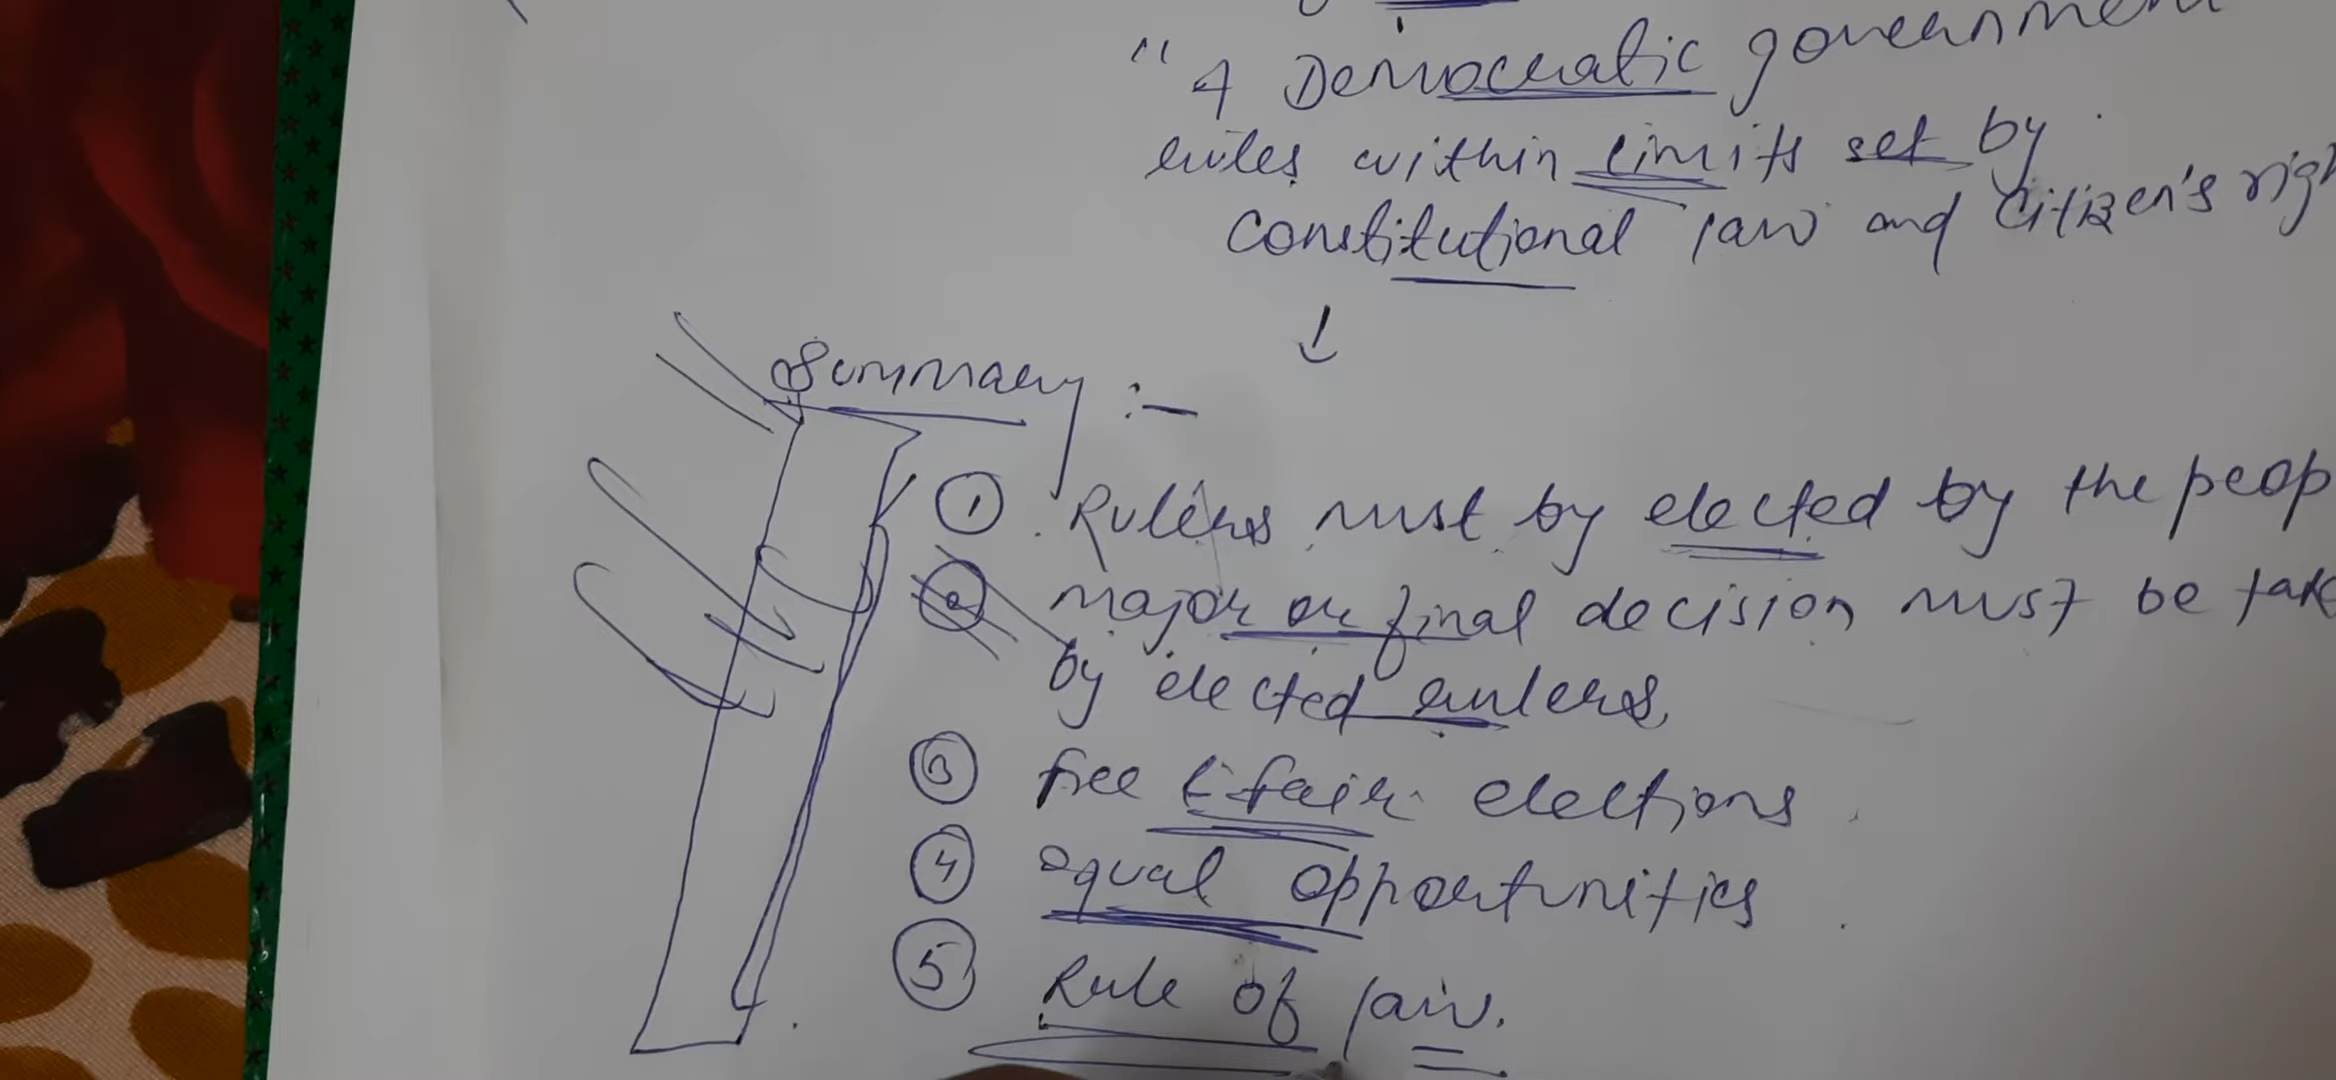 "A Democratic government
rules within limits set by
constitutional law and citizen's righ
↓
Summary :-
① Rulers must by elected by the peop
② major or final decision must be take
by elected rulers,
③ free & fair elections.
④ equal opportunities.
⑤ Rule of law.